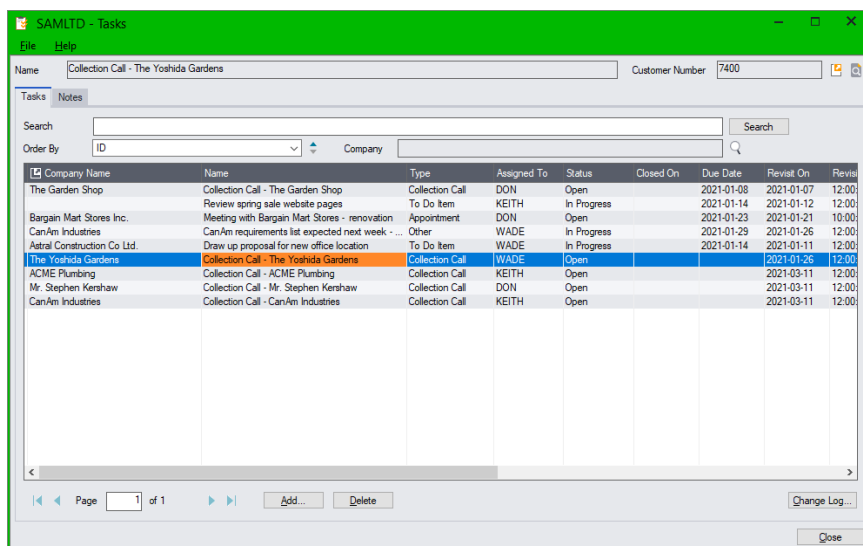 SAMLTD - Tasks
File Help
Name Collection Call - The Yoshida Gardens Customer Number 7400
Tasks Notes
Search Search
Order By ID Company
Company Name Name Type Assigned To Status Closed On Due Date Revisit On Revisi
The Garden Shop Collection Call - The Garden Shop Collection Call DON Open 2021-01-08 2021-01-07 12:00:
Review spring sale website pages To Do Item KEITH In Progress 2021-01-14 2021-01-12 12:00:
Bargain Mart Stores Inc. Meeting with Bargain Mart Stores - renovation Appointment DON Open 2021-01-23 2021-01-21 10:00:
CanAm Industries CanAm requirements list expected next week - ... Other WADE In Progress 2021-01-29 2021-01-26 12:00:
Astral Construction Co Ltd. Draw up proposal for new office location To Do Item WADE In Progress 2021-01-14 2021-01-11 12:00:
The Yoshida Gardens Collection Call - The Yoshida Gardens Collection Call WADE Open 2021-01-26 12:00:
ACME Plumbing Collection Call - ACME Plumbing Collection Call KEITH Open 2021-03-11 12:00:
Mr. Stephen Kershaw Collection Call - Mr. Stephen Kershaw Collection Call DON Open 2021-03-11 12:00:
CanAm Industries Collection Call - CanAm Industries Collection Call KEITH Open 2021-03-11 12:00:
Page 1 of 1 Add... Delete Change Log...
Close